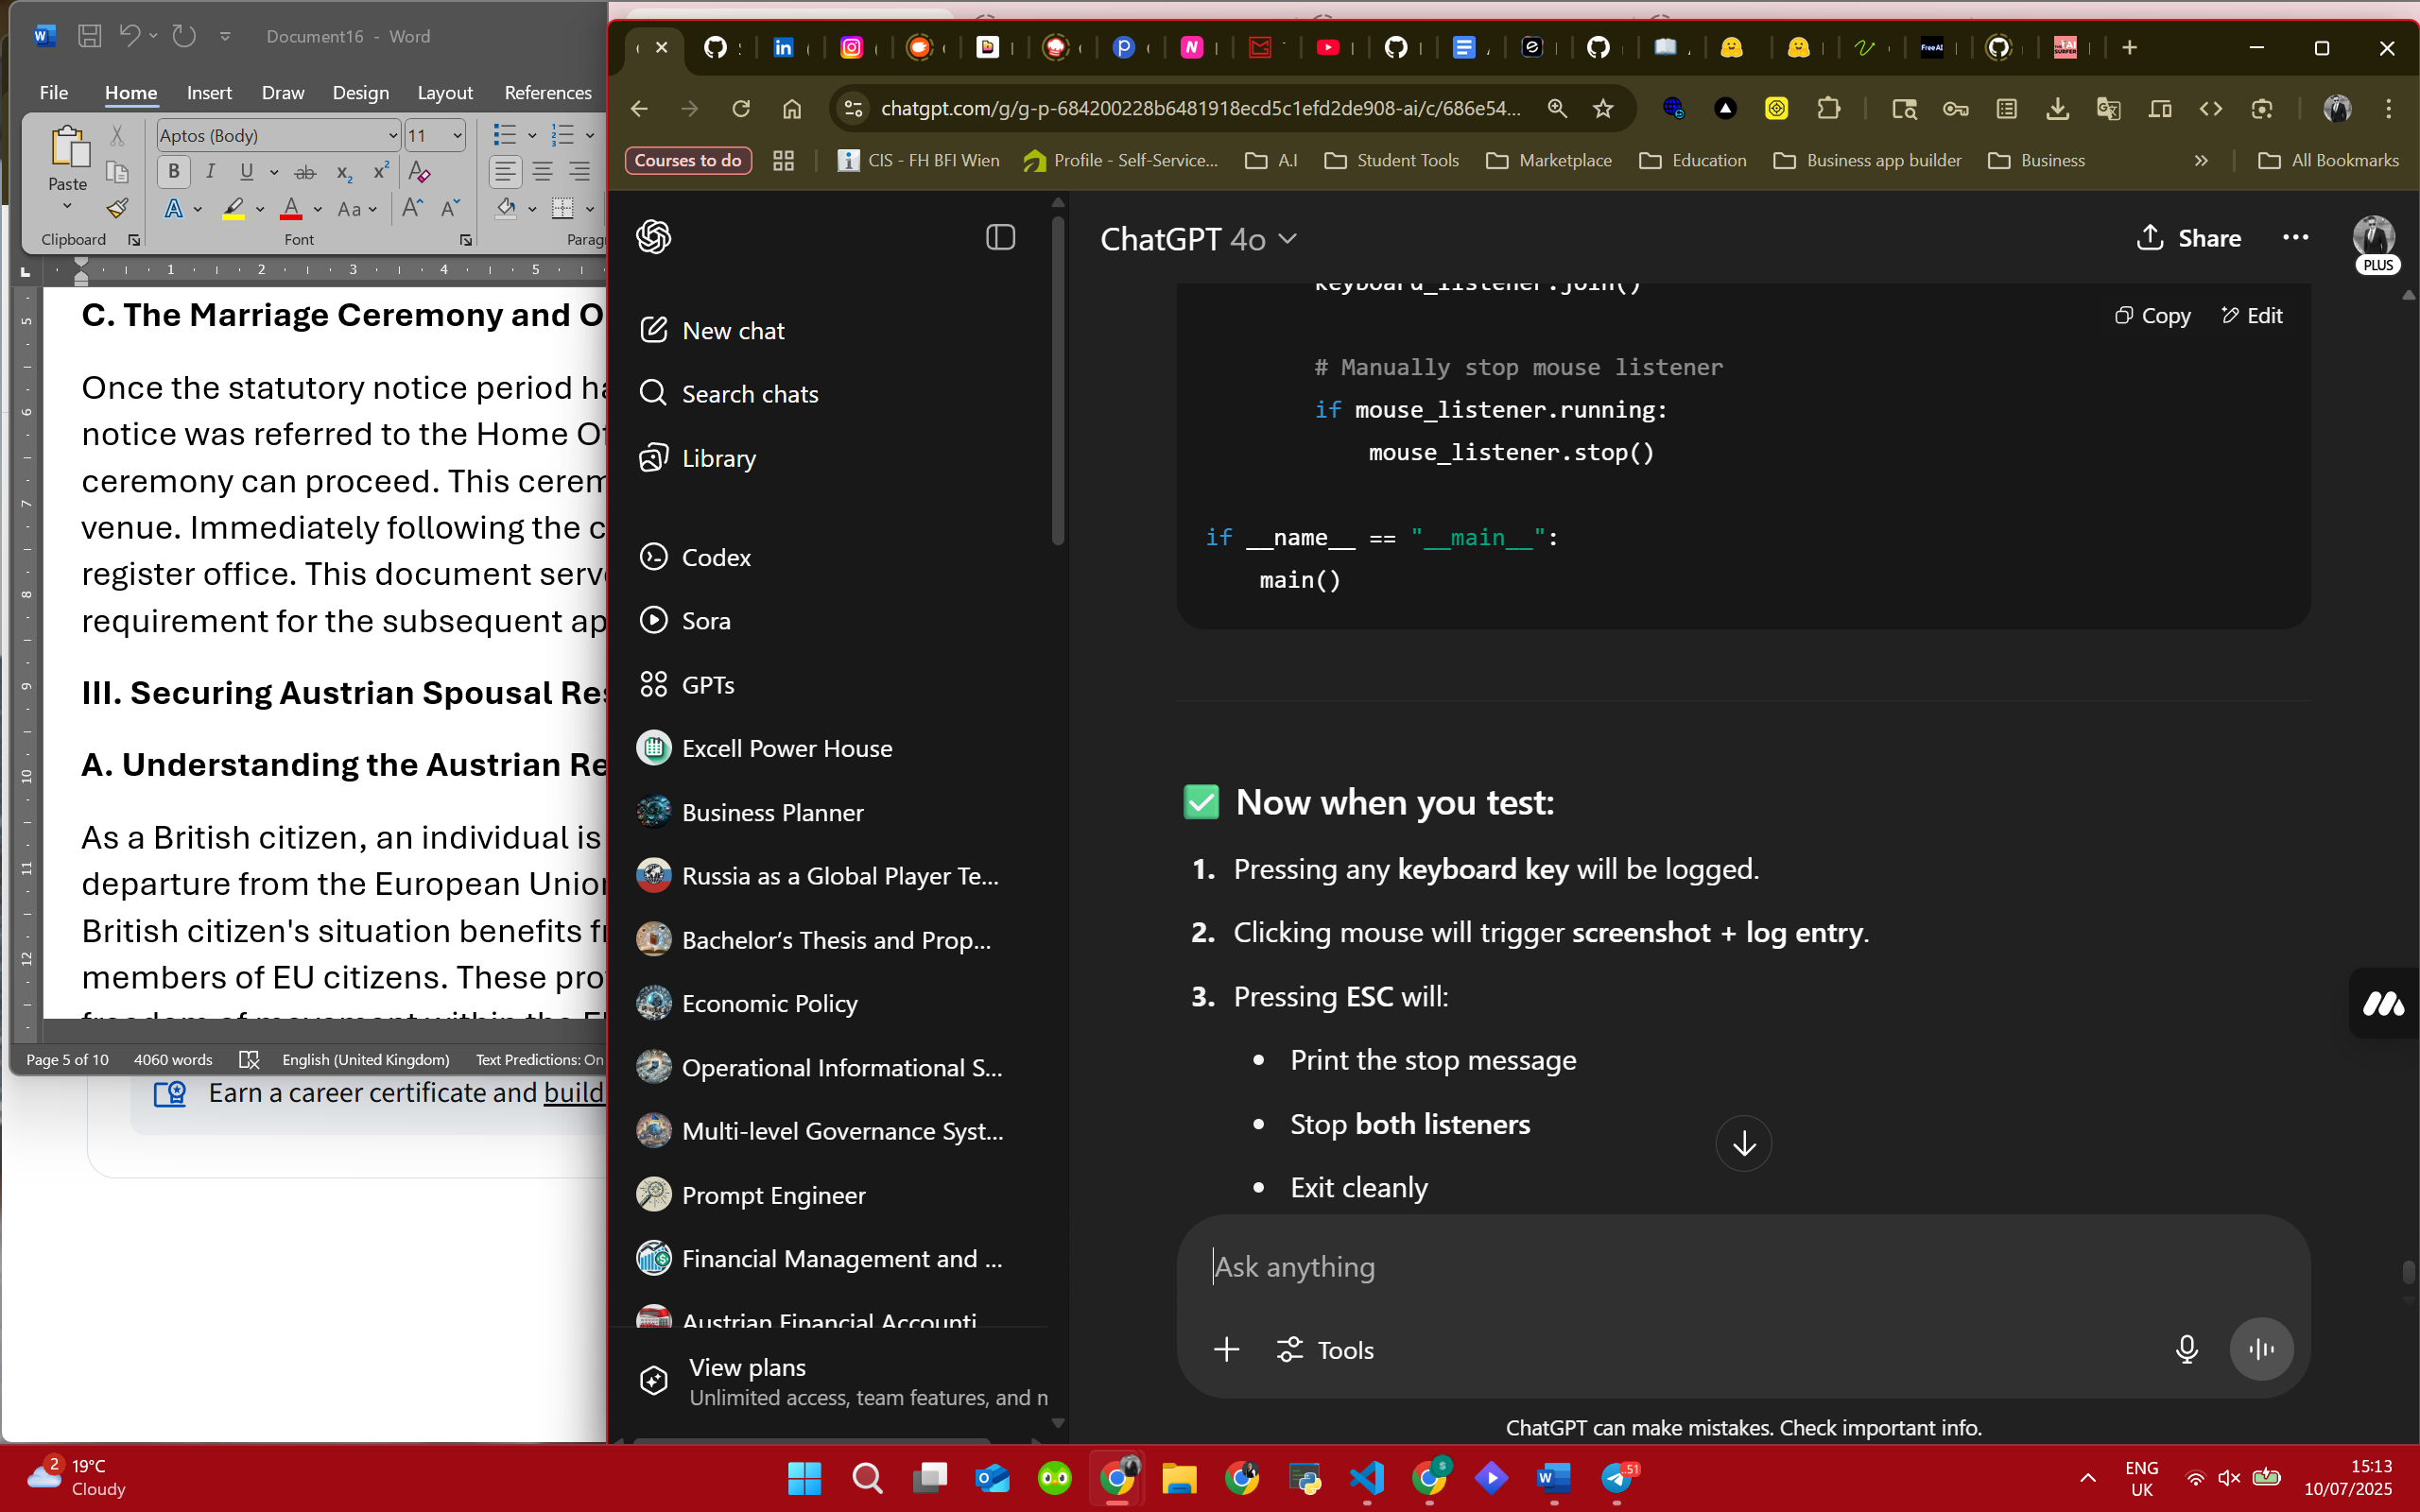 Document16 - Word
File Home Insert Draw Design Layout References
Aptos (Body) 11
Paste
Clipboard
Font
C. The Marriage Ceremony and O
Once the statutory notice period ha
notice was referred to the Home Of
ceremony can proceed. This cerem
venue. Immediately following the c
register office. This document serve
requirement for the subsequent ap
III. Securing Austrian Spousal Res
A. Understanding the Austrian Re
As a British citizen, an individual is
departure from the European Union
British citizen's situation benefits fr
members of EU citizens. These prot
Page 5 of 10 4060 words English (United Kingdom) Text Predictions: On
Earn a career certificate and build
chatgpt.com/g/g-p-684200228b6481918ecd5c1efd2de908-ai/c/686e54...
Courses to do CIS - FH BFI Wien Profile - Self-Service... A.I Student Tools Marketplace Education Business app builder Business » All Bookmarks
New chat
Search chats
Library
Codex
Sora
GPTs
Excell Power House
Business Planner
Russia as a Global Player Te...
Bachelor’s Thesis and Prop...
Economic Policy
Operational Informational S...
Multi-level Governance Syst...
Prompt Engineer
Financial Management and ...
Austrian Financial Accounti
View plans
Unlimited access, team features, and n
ChatGPT 4o
Share
PLUS
keyboard_listener.join()
Copy Edit
# Manually stop mouse listener
if mouse_listener.running:
mouse_listener.stop()
if __name__ == "__main__":
main()
Now when you test:
1. Pressing any keyboard key will be logged.
2. Clicking mouse will trigger screenshot + log entry.
3. Pressing ESC will:
• Print the stop message
• Stop both listeners
• Exit cleanly
Ask anything
Tools
ChatGPT can make mistakes. Check important info.
2 19°C
Cloudy
ENG
UK
15:13
10/07/2025